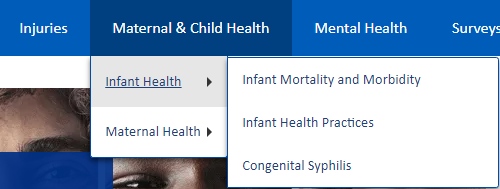 Injuries Maternal & Child Health Mental Health Surveys
Infant Health
Maternal Health
Infant Mortality and Morbidity
Infant Health Practices
Congenital Syphilis